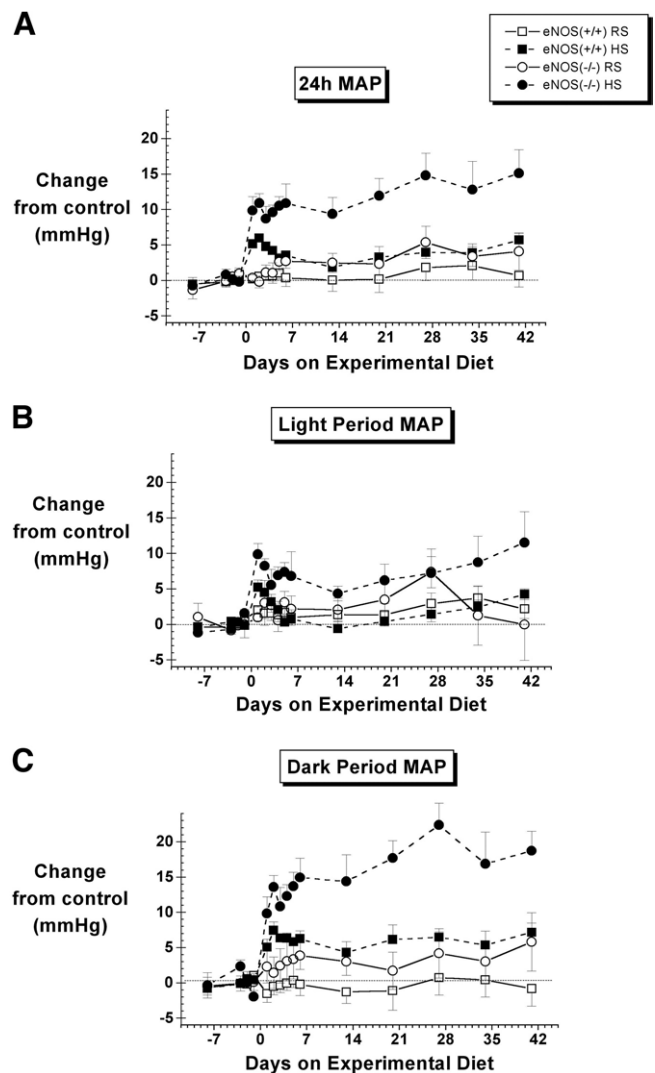 A
eNOS(+/+) RS
eNOS(+/+) HS
eNOS(-/-) RS
eNOS(-/-) HS
24h MAP
Change
from control
(mmHg)
20
15
10
5
0
-5
-7 0 7 14 21 28 35 42
Days on Experimental Diet
B
Light Period MAP
Change
from control
(mmHg)
20
15
10
5
0
-5
-7 0 7 14 21 28 35 42
Days on Experimental Diet
C
Dark Period MAP
Change
from control
(mmHg)
20
15
10
5
0
-5
-7 0 7 14 21 28 35 42
Days on Experimental Diet